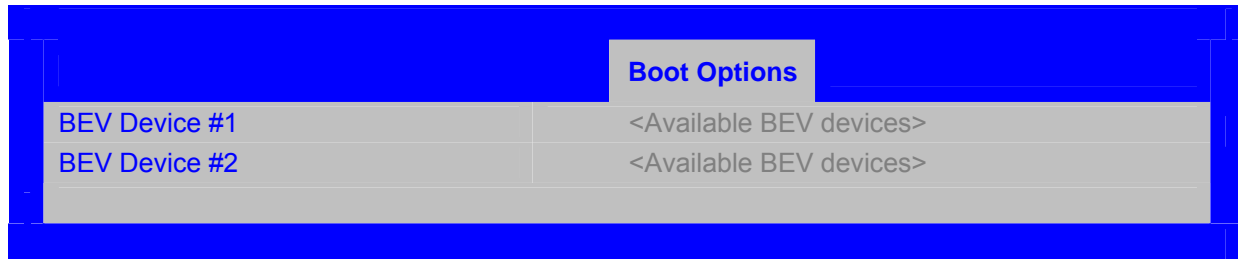 Boot Options
BEV Device #1 <Available BEV devices>
BEV Device #2 <Available BEV devices>